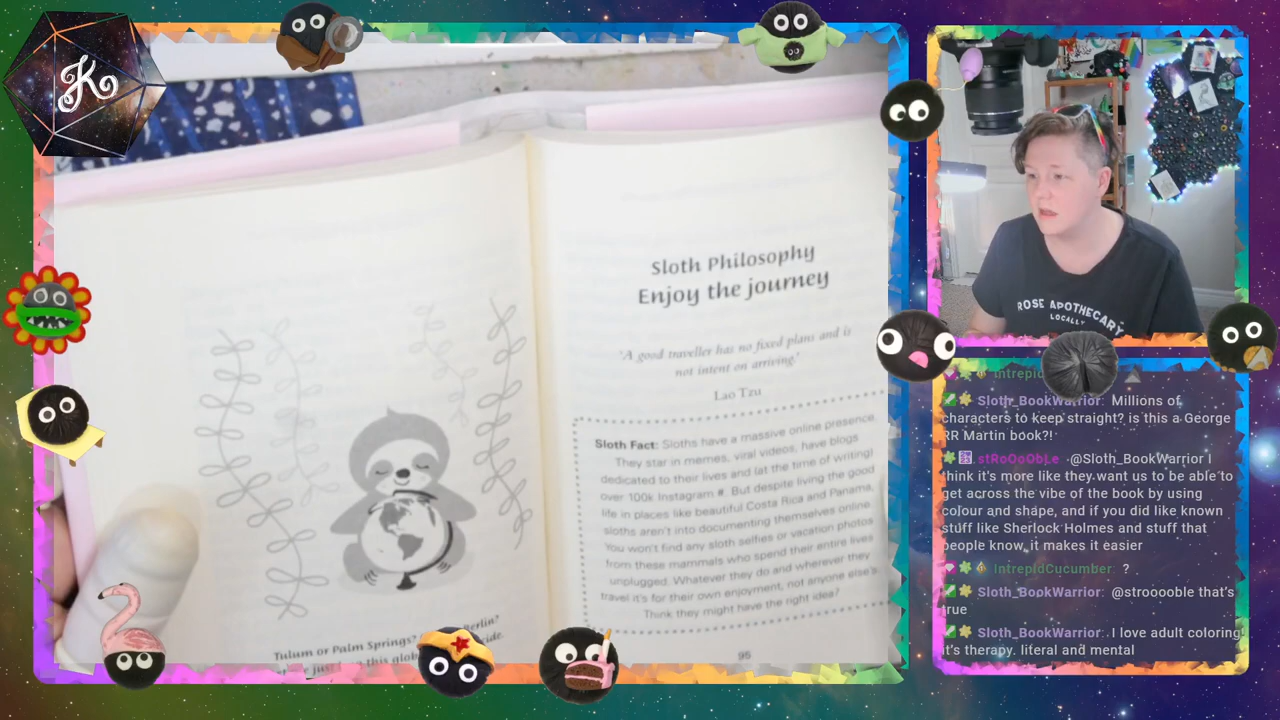 K
Sloth Philosophy
Enjoy the journey
"A good traveller has no fixed plans and is
not intent on arriving."
Lao Tzu
Sloth Fact: Sloths have a massive online presence.
They star in memes, viral videos, have blogs
dedicated to their lives and (at the time of writing)
over 100k Instagram #. But despite living the good
life in places like beautiful Costa Rica and Panama,
sloths aren't into documenting themselves online.
You won't find any sloth selfies or vacation photos
from these mammals who spend their entire lives
unplugged. Whatever they do and wherever they
travel it's for their own enjoyment, not anyone else's.
Think they might have the right idea?
95
Tulum or Palm Springs? Berlin?
this
ROSE APOTHECARY
LOCALLY
Intrepid
Sloth_BookWarrior: Millions of
characters to keep straight? is this a George
RR Martin book?!
stRoOoObLe: @Sloth_BookWarrior I
think it's more like they want us to be able to
get across the vibe of the book by using
colour and shape, and if you did like known
stuff like Sherlock Holmes and stuff that
people know, it makes it easier
IntrepidCucumber: ?
Sloth_BookWarrior: @stroooobble that's
true
Sloth_BookWarrior: I love adult coloring
it's therapy. literal and mental